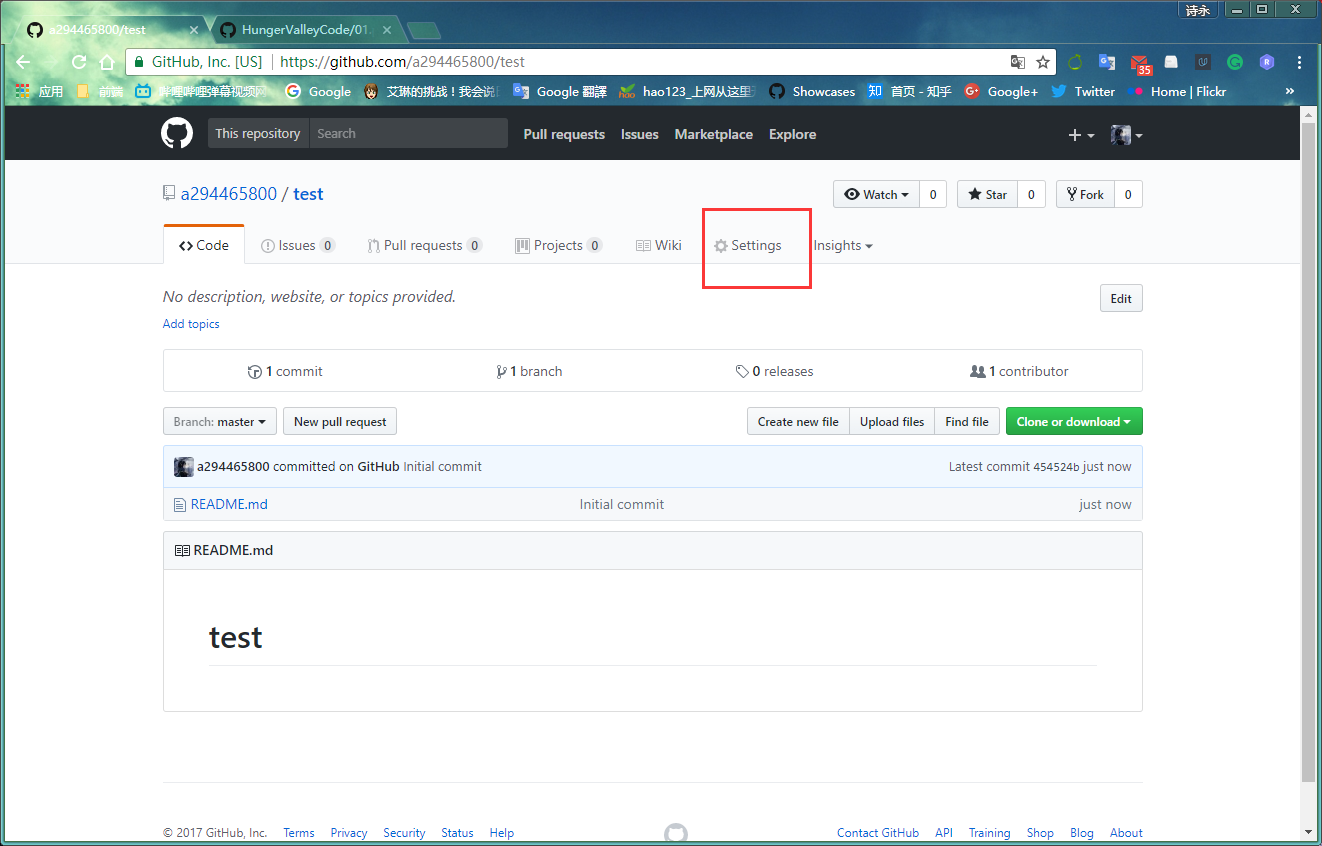 诗永
a294465800/test
HungerValleyCode/01.
GitHub, Inc. [US] https://github.com/a294465800/test
35
应用 前端 哔哩哔哩弹幕视频网 Google 艾琳的挑战！我会说 Google 翻譯 hao123_上网从这里 Showcases 知 首页 - 知乎 G+ Google+ Twitter Home | Flickr »
This repository Search Pull requests Issues Marketplace Explore
a294465800 / test Watch 0 Star 0 Fork 0
Code Issues 0 Pull requests 0 Projects 0 Wiki Settings Insights
No description, website, or topics provided. Edit
Add topics
1 commit 1 branch 0 releases 1 contributor
Branch: master New pull request Create new file Upload files Find file Clone or download
a294465800 committed on GitHub Initial commit Latest commit 454524b just now
README.md Initial commit just now
README.md
test
© 2017 GitHub, Inc. Terms Privacy Security Status Help Contact GitHub API Training Shop Blog About